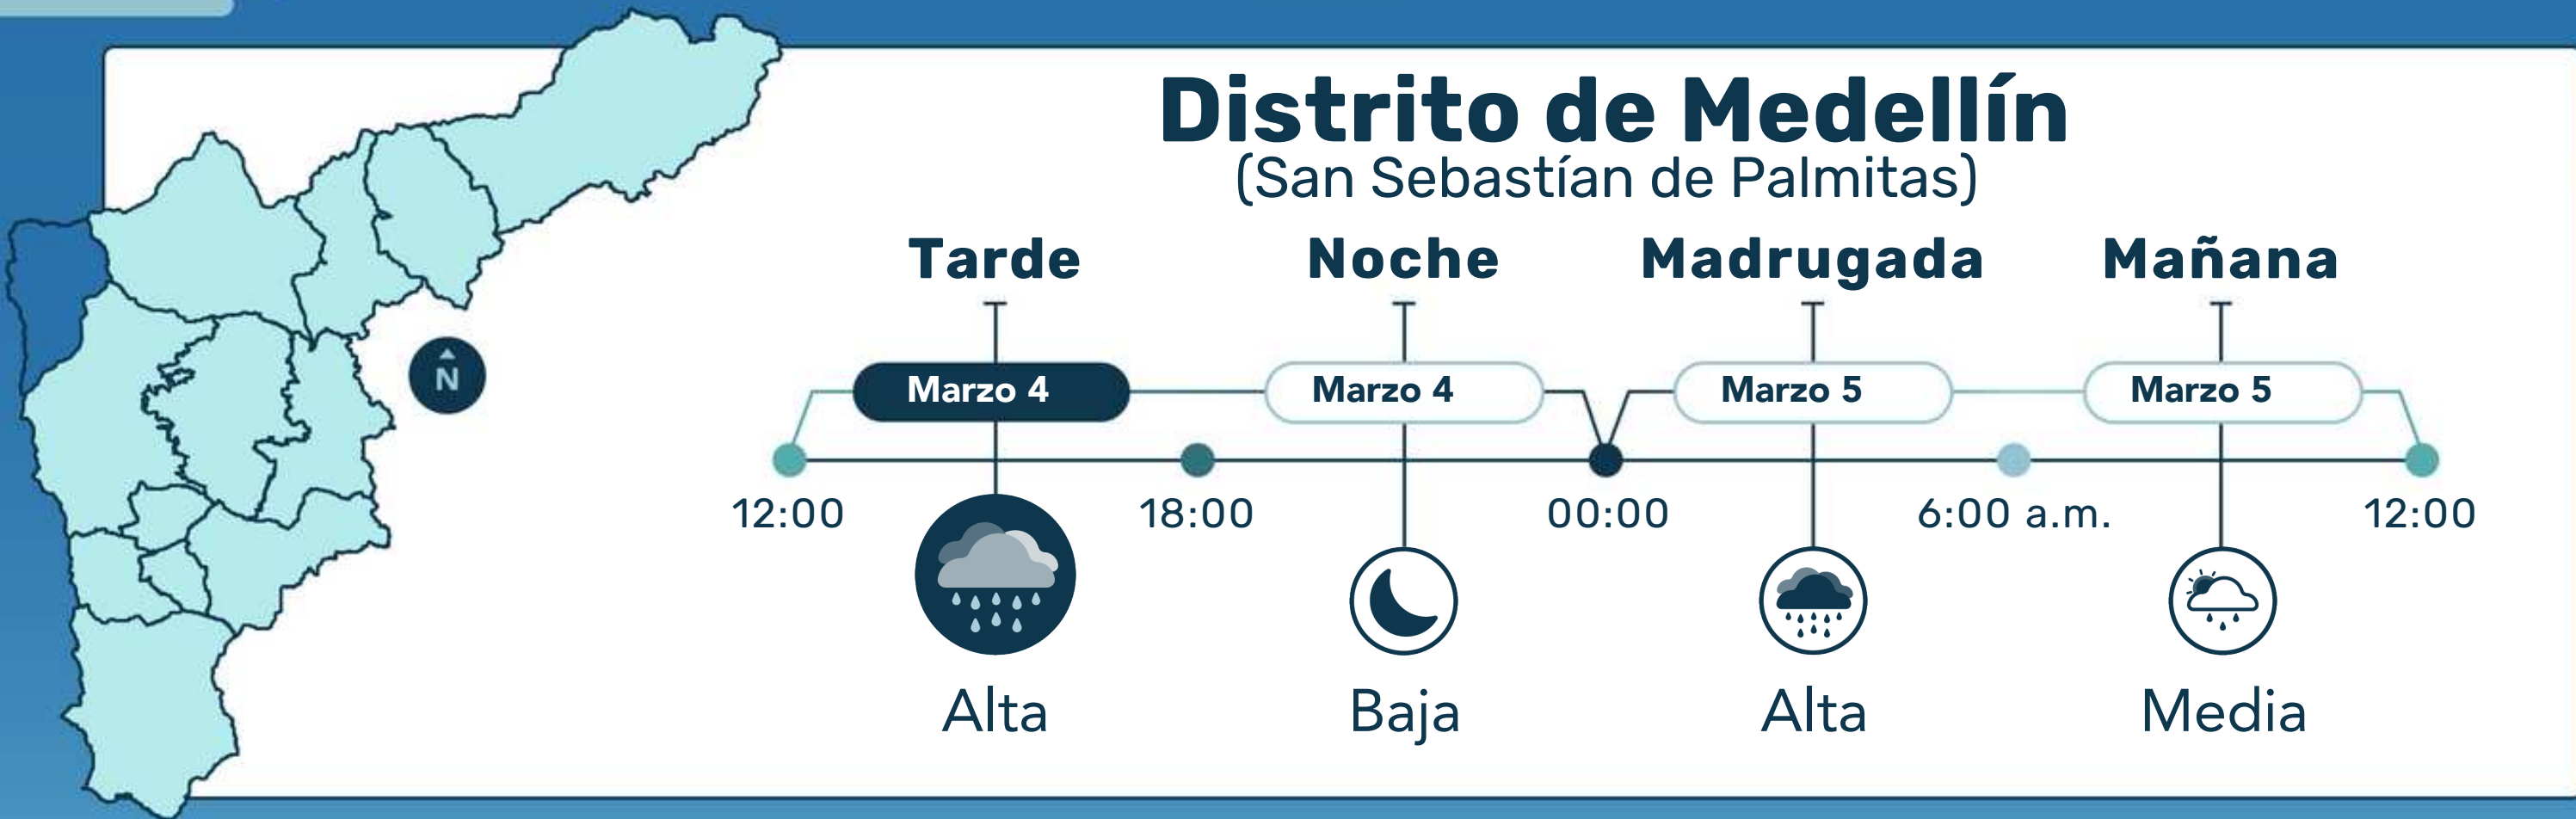 Distrito de Medellín
(San Sebastían de Palmitas)
Tarde Noche Madrugada Mañana
Marzo 4 Marzo 4 Marzo 5 Marzo 5
N
12:00 18:00 00:00 6:00 a.m. 12:00
Alta Baja Alta Media